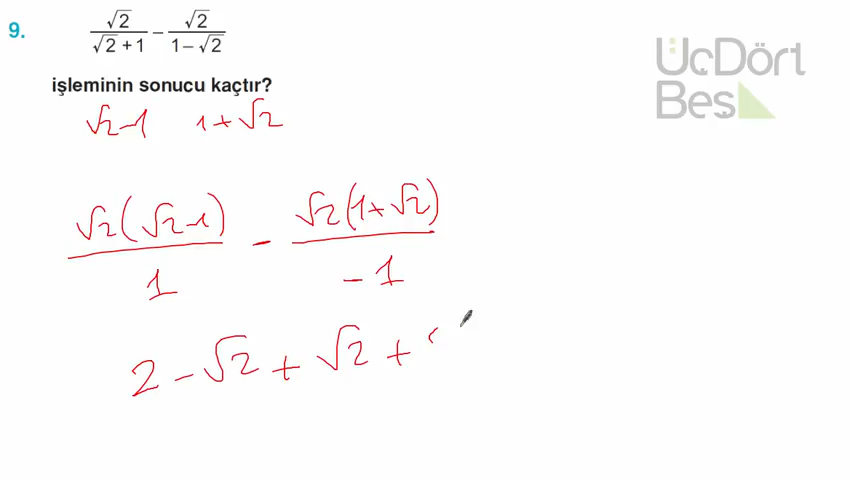 9. √2/(√2+1) − √2/(1−√2)
işleminin sonucu kaçtır?
√2−1 1+√2
√2(√2−1)/1 − √2(1+√2)/−1
2−√2+√2+
ÜçDört
Beş